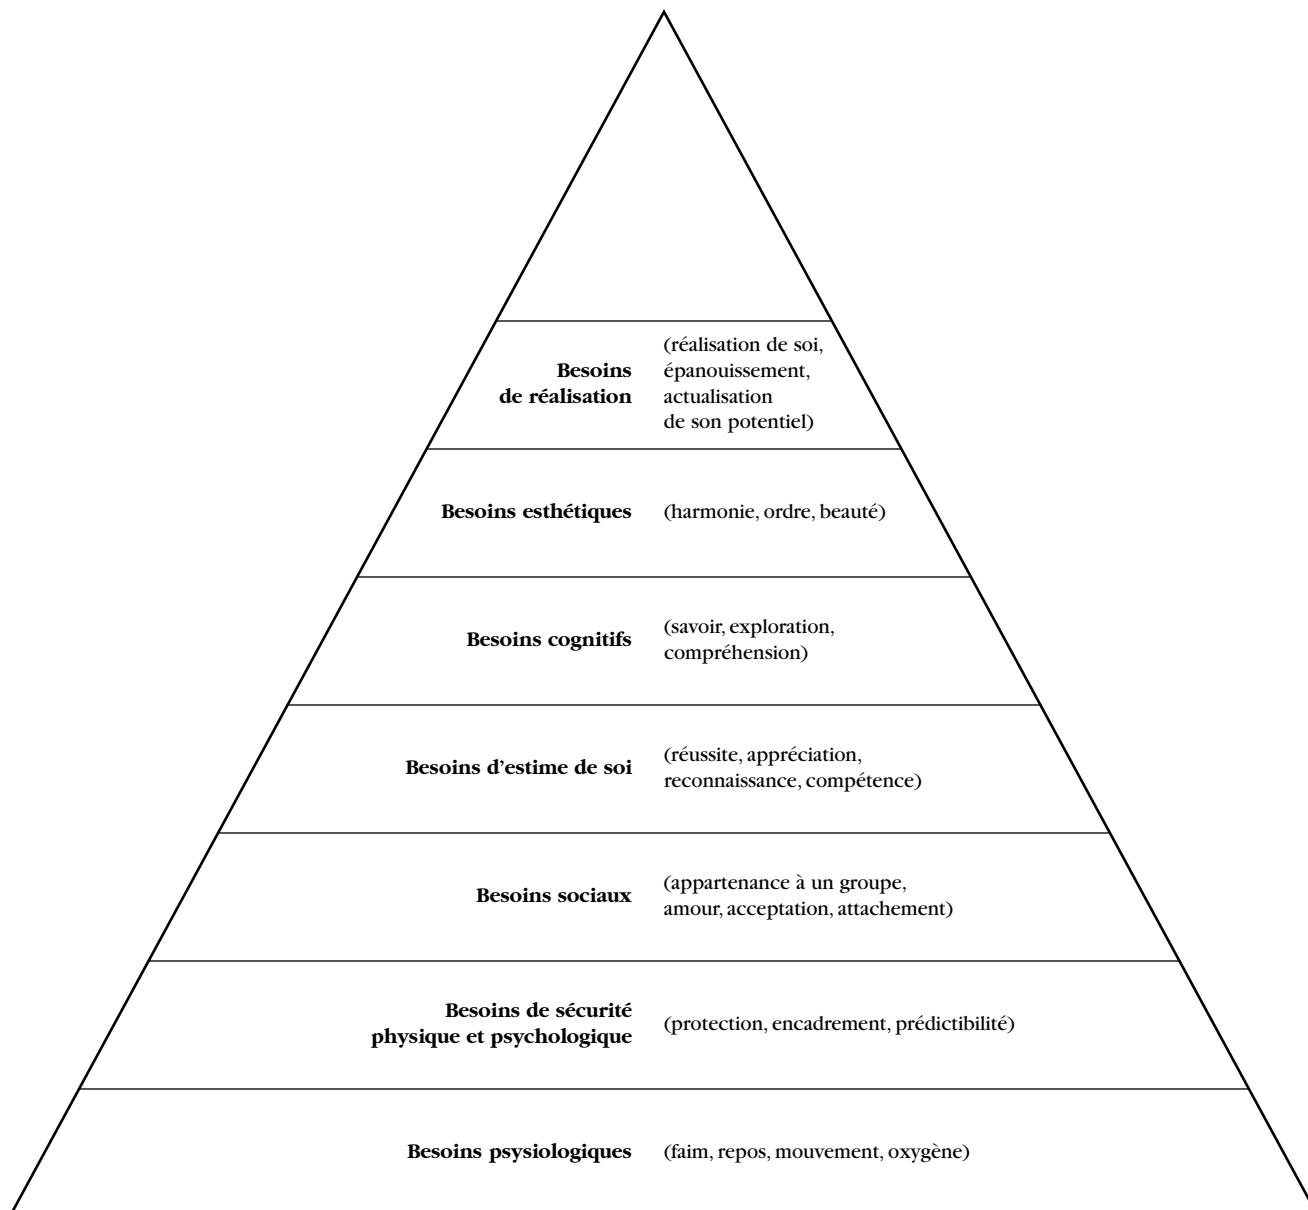 Besoins
de réalisation
(réalisation de soi,
épanouissement,
actualisation
de son potentiel)
Besoins esthétiques
(harmonie, ordre, beauté)
Besoins cognitifs
(savoir, exploration,
compréhension)
Besoins d'estime de soi
(réussite, appréciation,
reconnaissance, compétence)
Besoins sociaux
(appartenance à un groupe,
amour, acceptation, attachement)
Besoins de sécurité
physique et psychologique
(protection, encadrement, prédictibilité)
Besoins psysiologiques
(faim, repos, mouvement, oxygène)